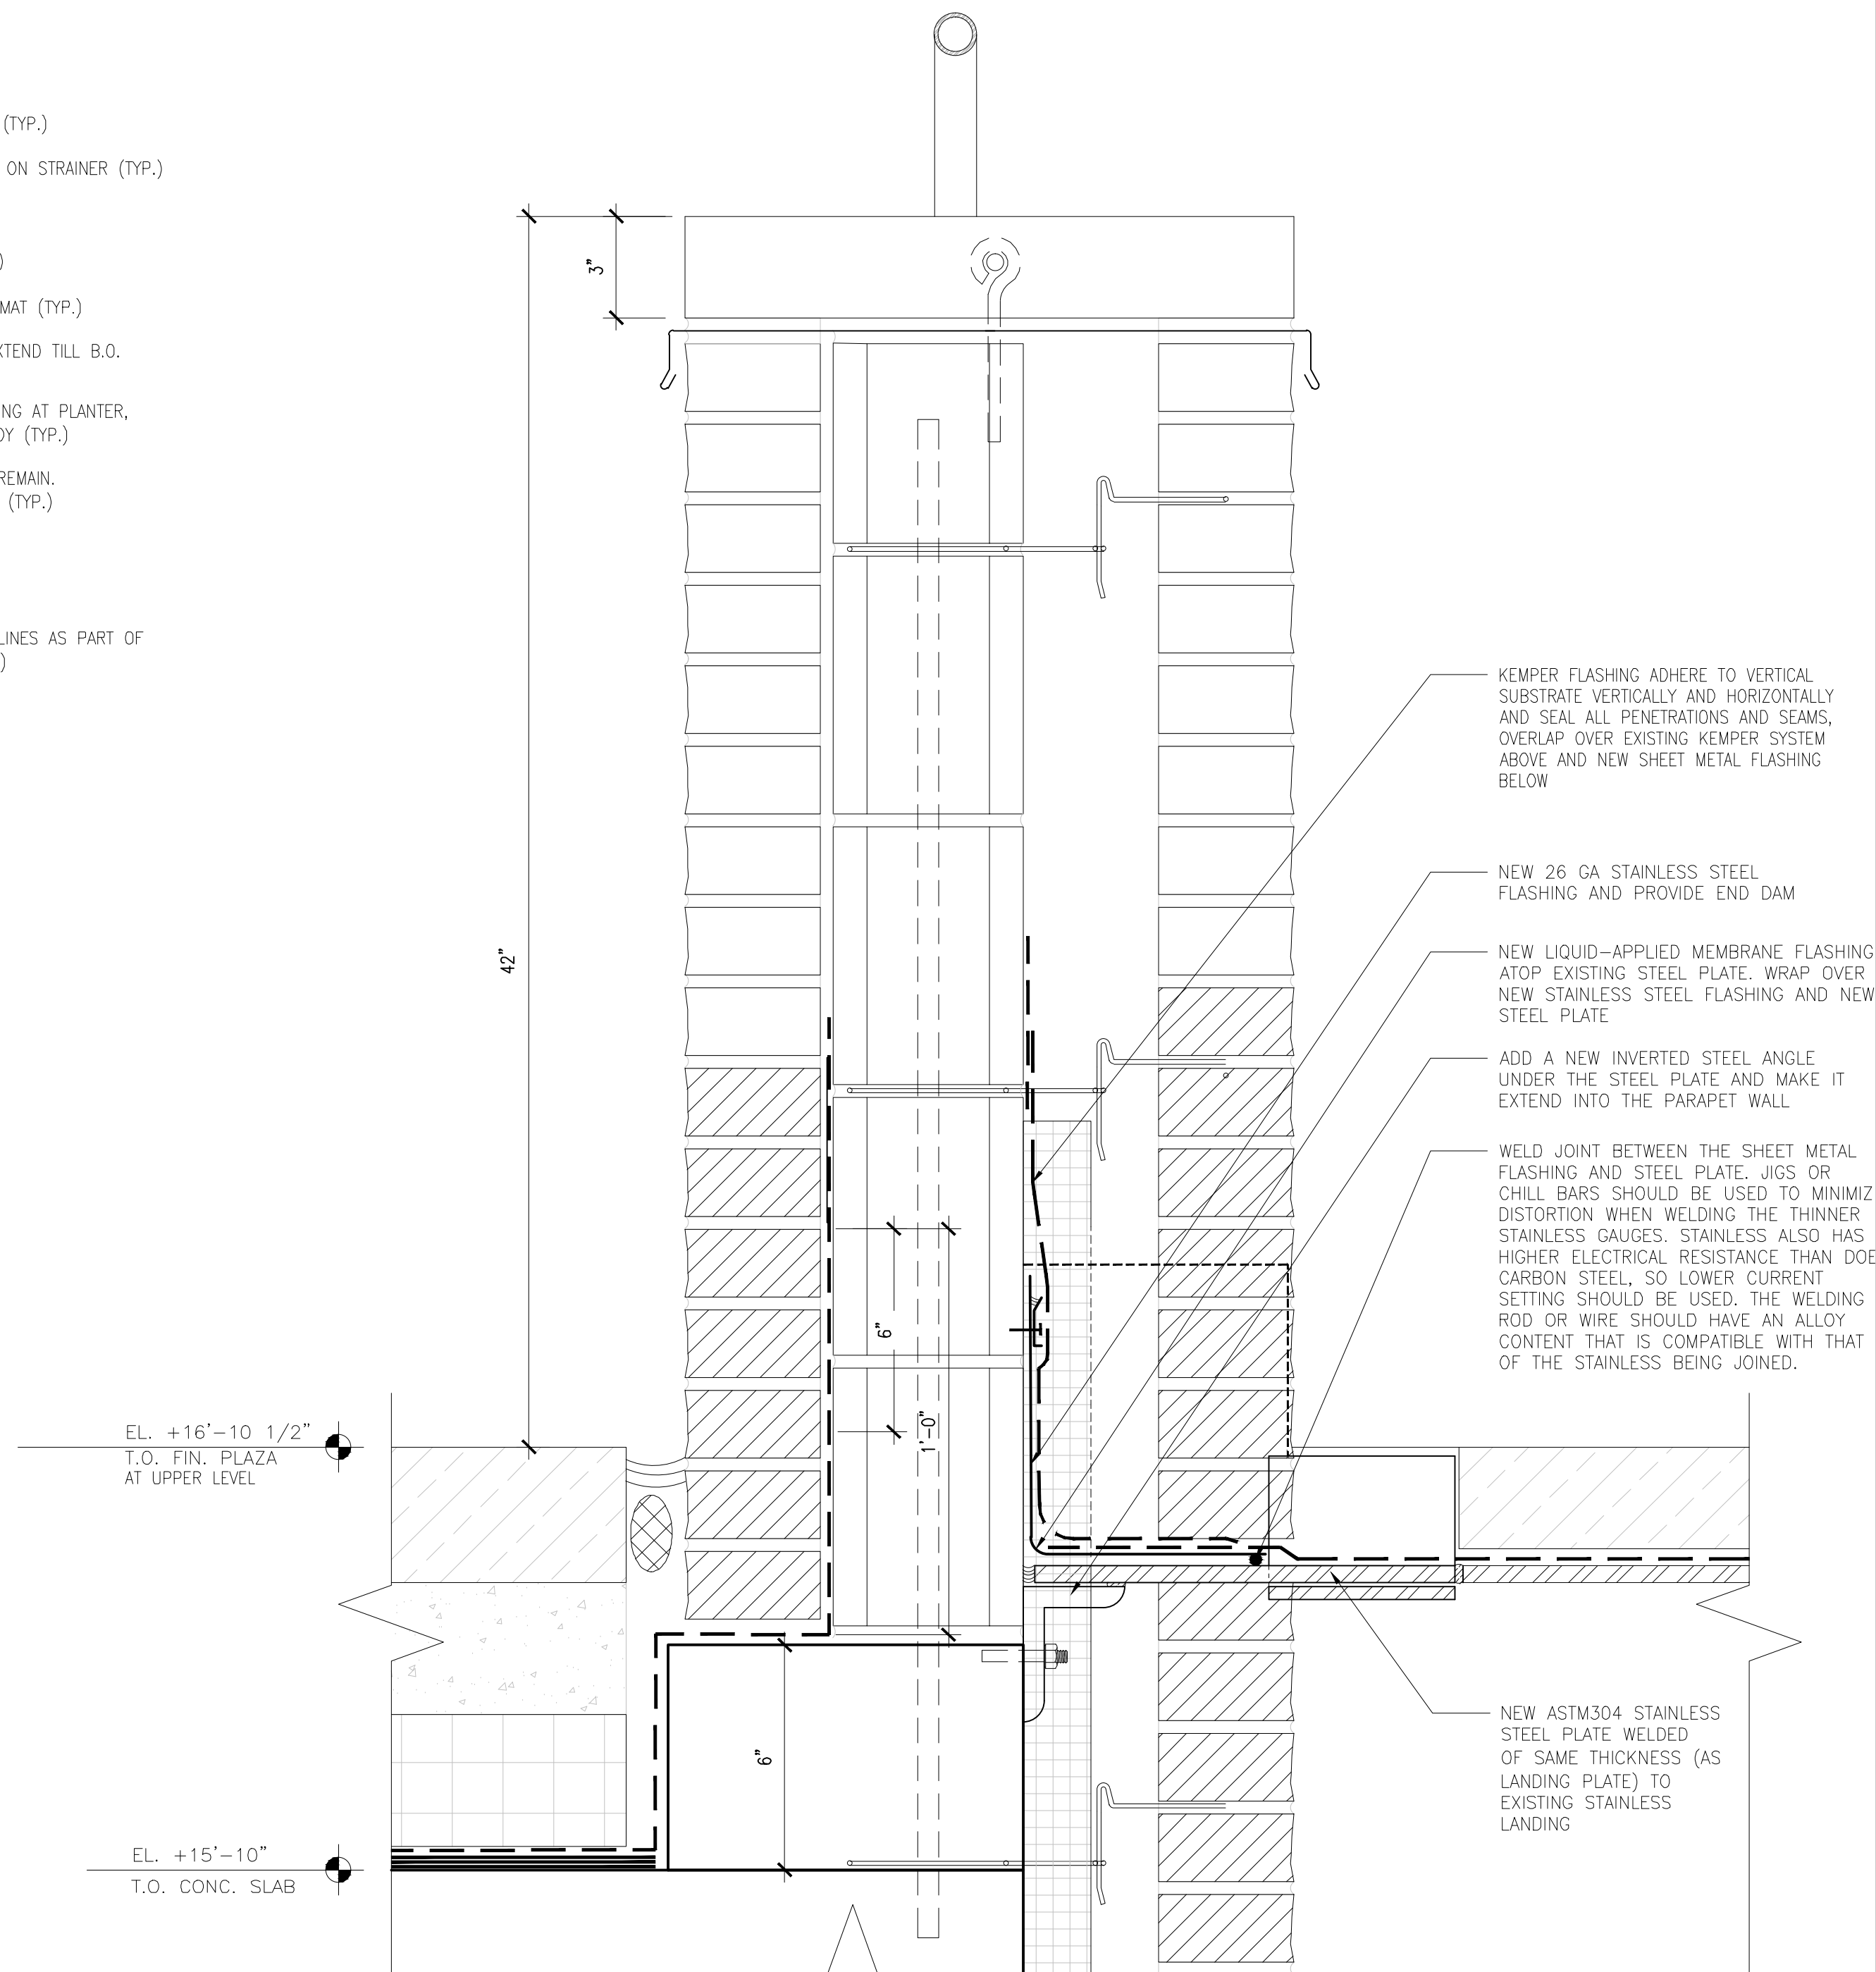 (TYP.)
ON STRAINER (TYP.)
)
MAT (TYP.)
XTEND TILL B.O.
NG AT PLANTER,
DY (TYP.)
REMAIN.
(TYP.)
LINES AS PART OF
)
3"
42"
KEMPER FLASHING ADHERE TO VERTICAL
SUBSTRATE VERTICALLY AND HORIZONTALLY
AND SEAL ALL PENETRATIONS AND SEAMS,
OVERLAP OVER EXISTING KEMPER SYSTEM
ABOVE AND NEW SHEET METAL FLASHING
BELOW
NEW 26 GA STAINLESS STEEL
FLASHING AND PROVIDE END DAM
NEW LIQUID-APPLIED MEMBRANE FLASHING
ATOP EXISTING STEEL PLATE. WRAP OVER
NEW STAINLESS STEEL FLASHING AND NEW
STEEL PLATE
ADD A NEW INVERTED STEEL ANGLE
UNDER THE STEEL PLATE AND MAKE IT
EXTEND INTO THE PARAPET WALL
WELD JOINT BETWEEN THE SHEET METAL
FLASHING AND STEEL PLATE. JIGS OR
CHILL BARS SHOULD BE USED TO MINIMIZ
DISTORTION WHEN WELDING THE THINNER
STAINLESS GAUGES. STAINLESS ALSO HAS
HIGHER ELECTRICAL RESISTANCE THAN DOE
CARBON STEEL, SO LOWER CURRENT
SETTING SHOULD BE USED. THE WELDING
ROD OR WIRE SHOULD HAVE AN ALLOY
CONTENT THAT IS COMPATIBLE WITH THAT
OF THE STAINLESS BEING JOINED.
6"
1'-0"
EL. +16'-10 1/2"
T.O. FIN. PLAZA
AT UPPER LEVEL
6"
NEW ASTM304 STAINLESS
STEEL PLATE WELDED
OF SAME THICKNESS (AS
LANDING PLATE) TO
EXISTING STAINLESS
LANDING
EL. +15'-10"
T.O. CONC. SLAB